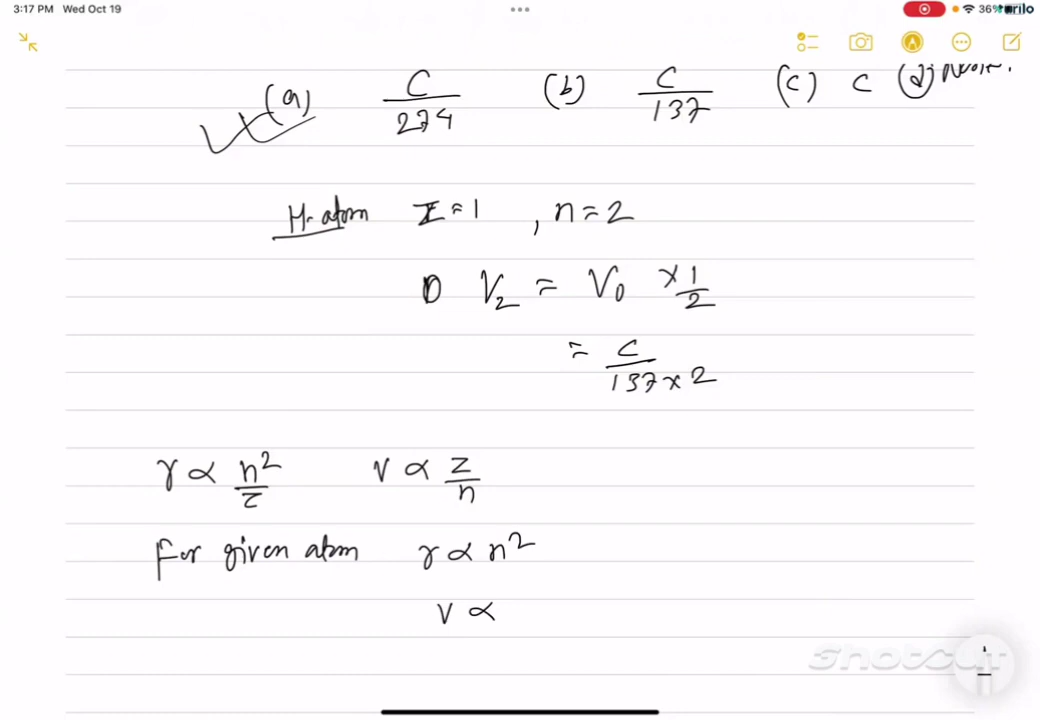 3:17 PM Wed Oct 19
36%
(a) C/274 (b) C/137 (c) C (d)
H-atom Z=1 , n=2
V₂ = V₀ × 1/2
= C/137×2
r ∝ n²/Z V ∝ Z/n
For given atom r ∝ n²
V ∝
shotcut